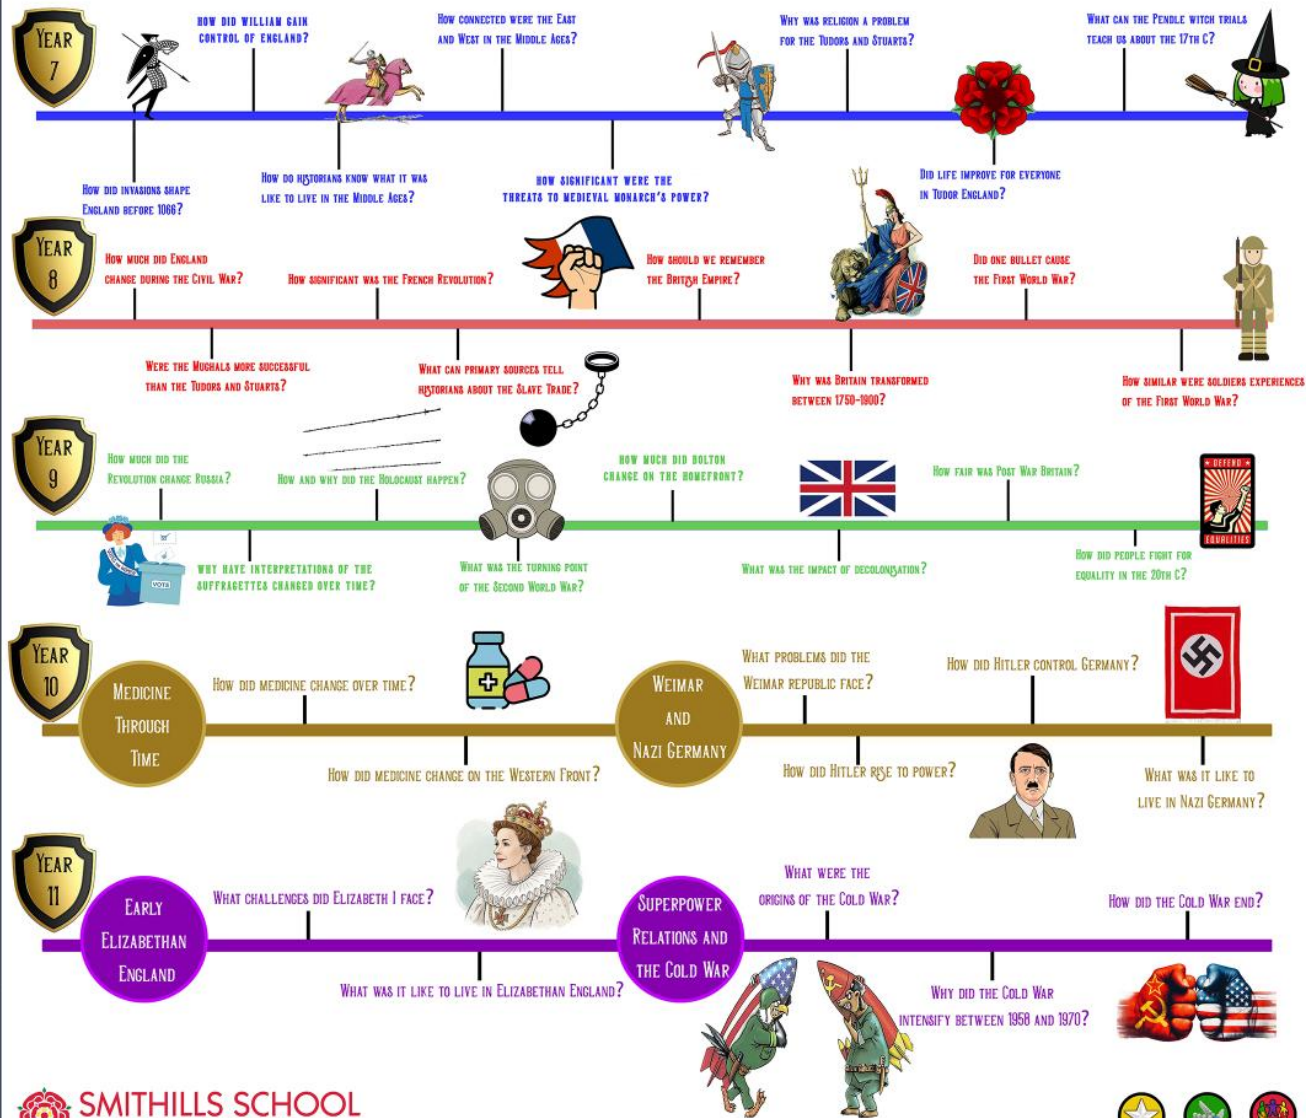 YEAR
7
HOW DID WILLIAM GAIN
CONTROL OF ENGLAND?
HOW CONNECTED WERE THE EAST
AND WEST IN THE MIDDLE AGES?
WHY WAS RELIGION A PROBLEM
FOR THE TUDORS AND STUARTS?
WHAT CAN THE PENDLE WITCH TRIALS
TEACH US ABOUT THE 17TH C?
HOW DID INVASIONS SHAPE
ENGLAND BEFORE 1066?
HOW DO HISTORIANS KNOW WHAT IT WAS
LIKE TO LIVE IN THE MIDDLE AGES?
HOW SIGNIFICANT WERE THE
THREATS TO MEDIEVAL MONARCH'S POWER?
DID LIFE IMPROVE FOR EVERYONE
IN TUDOR ENGLAND?
YEAR
8
HOW MUCH DID ENGLAND
CHANGE DURING THE CIVIL WAR?
HOW SIGNIFICANT WAS THE FRENCH REVOLUTION?
HOW SHOULD WE REMEMBER
THE BRITISH EMPIRE?
DID ONE BULLET CAUSE
THE FIRST WORLD WAR?
WERE THE MUGHALS MORE SUCCESSFUL
THAN THE TUDORS AND STUARTS?
WHAT CAN PRIMARY SOURCES TELL
HISTORIANS ABOUT THE SLAVE TRADE?
WHY WAS BRITAIN TRANSFORMED
BETWEEN 1750-1900?
HOW SIMILAR WERE SOLDIERS EXPERIENCES
OF THE FIRST WORLD WAR?
YEAR
9
HOW MUCH DID THE
REVOLUTION CHANGE RUSSIA?
HOW AND WHY DID THE HOLOCAUST HAPPEN?
HOW MUCH DID BOLTON
CHANGE ON THE HOMEFRONT?
HOW FAIR WAS POST WAR BRITAIN?
DEFEND
EQUALITIES
VOTE
WHY HAVE INTERPRETATIONS OF THE
SUFFRAGETTES CHANGED OVER TIME?
WHAT WAS THE TURNING POINT
OF THE SECOND WORLD WAR?
WHAT WAS THE IMPACT OF DECOLONISATION?
HOW DID PEOPLE FIGHT FOR
EQUALITY IN THE 20TH C?
YEAR
10
MEDICINE
THROUGH
TIME
HOW DID MEDICINE CHANGE OVER TIME?
HOW DID MEDICINE CHANGE ON THE WESTERN FRONT?
WEIMAR
AND
NAZI GERMANY
WHAT PROBLEMS DID THE
WEIMAR REPUBLIC FACE?
HOW DID HITLER CONTROL GERMANY?
HOW DID HITLER RISE TO POWER?
WHAT WAS IT LIKE TO
LIVE IN NAZI GERMANY?
YEAR
11
EARLY
ELIZABETHAN
ENGLAND
WHAT CHALLENGES DID ELIZABETH I FACE?
WHAT WAS IT LIKE TO LIVE IN ELIZABETHAN ENGLAND?
SUPERPOWER
RELATIONS AND
THE COLD WAR
WHAT WERE THE
ORIGINS OF THE COLD WAR?
HOW DID THE COLD WAR END?
WHY DID THE COLD WAR
INTENSIFY BETWEEN 1958 AND 1970?
SMITHILLS SCHOOL